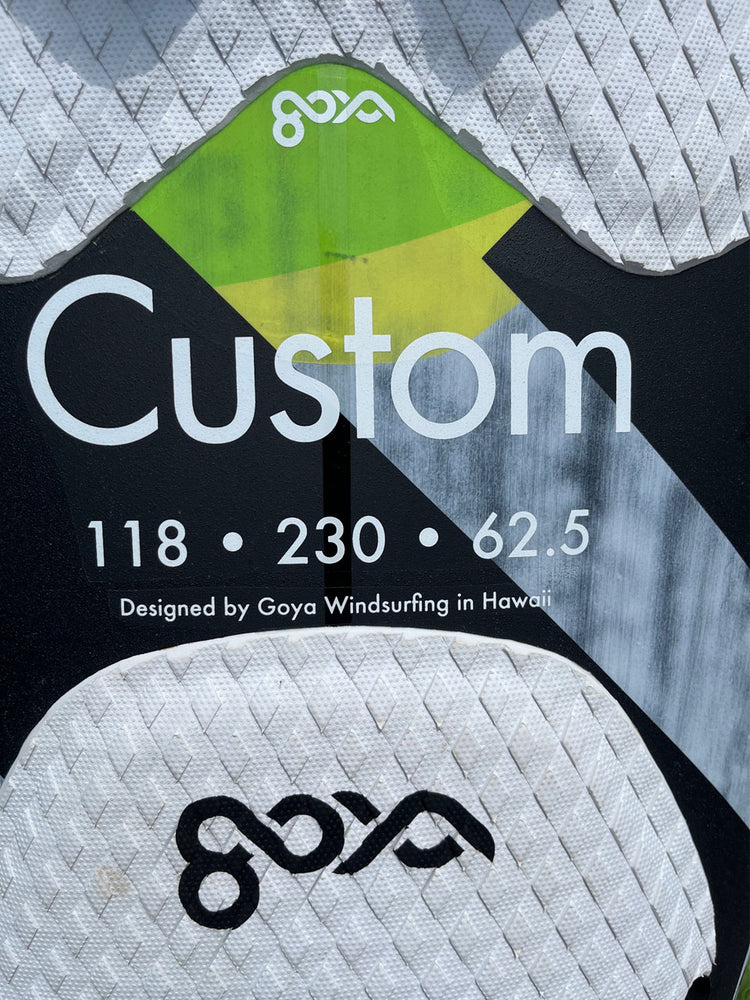 goya
Custom
118 • 230 • 62.5
Designed by Goya Windsurfing in Hawaii
goya